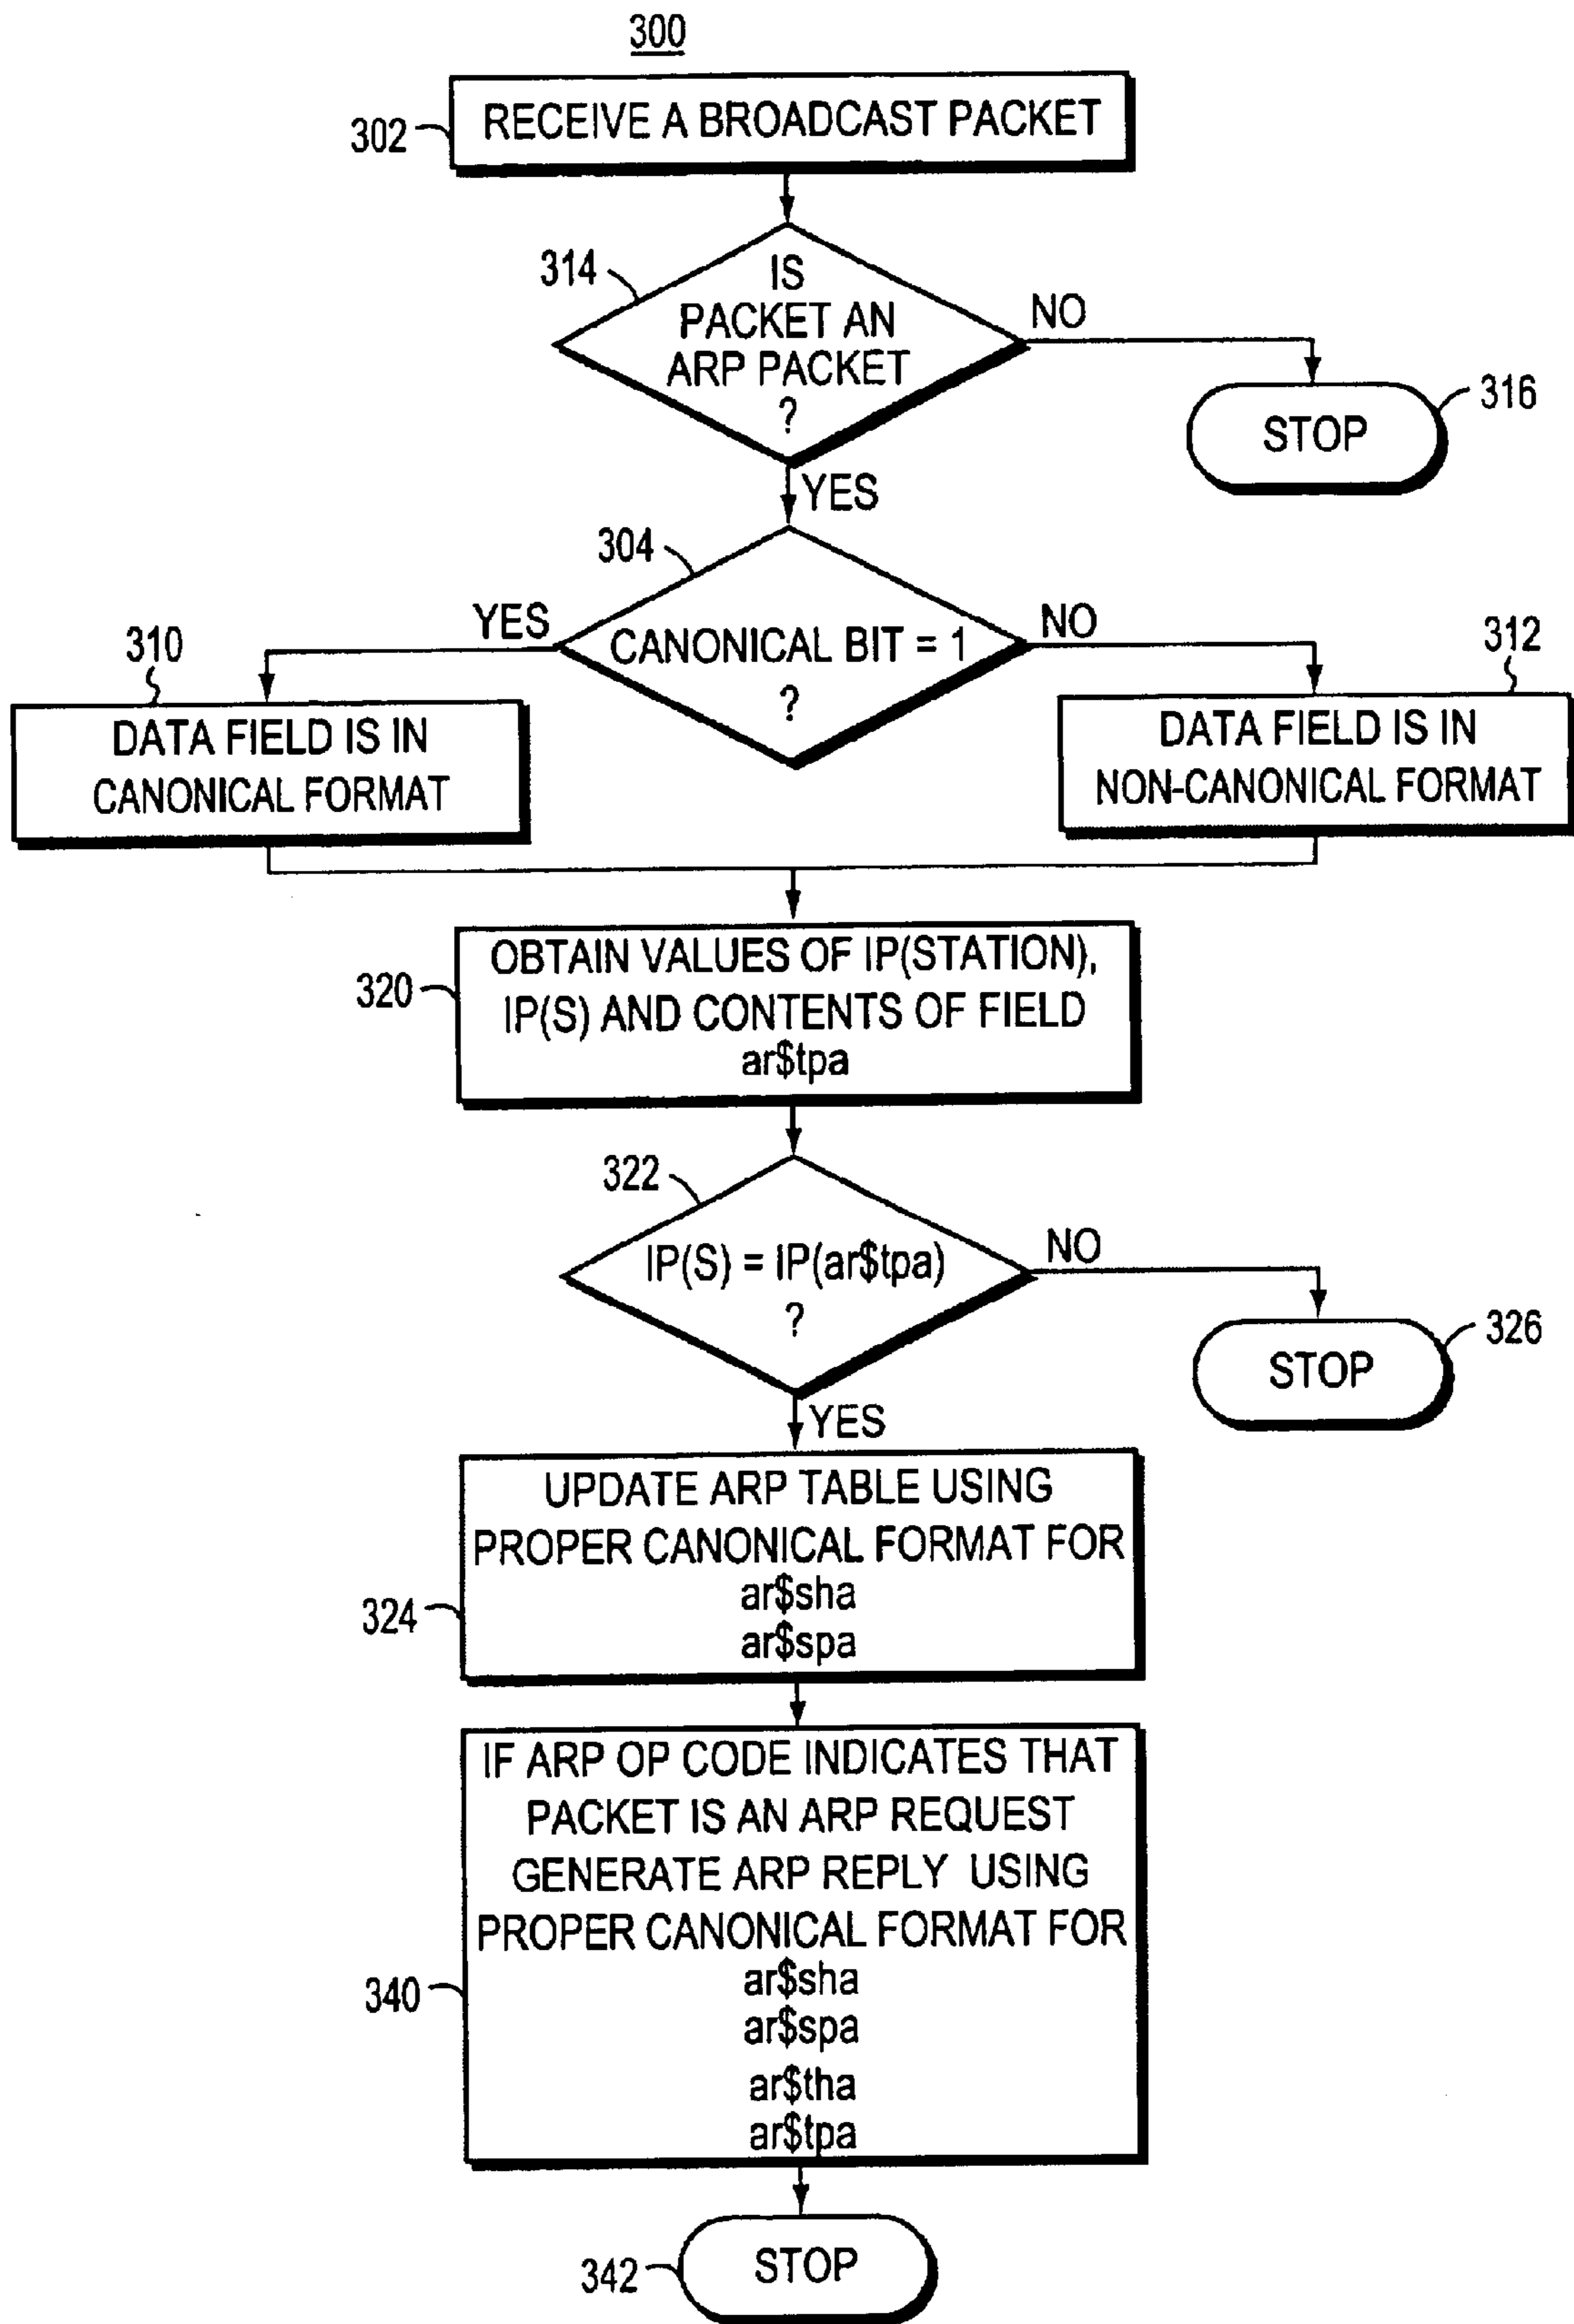 300
302
RECEIVE A BROADCAST PACKET
314
IS
PACKET AN
ARP PACKET
?
NO
316
STOP
YES
304
CANONICAL BIT = 1
?
YES
NO
310
DATA FIELD IS IN
CANONICAL FORMAT
312
DATA FIELD IS IN
NON-CANONICAL FORMAT
320
OBTAIN VALUES OF IP(STATION),
IP(S) AND CONTENTS OF FIELD
ar$tpa
322
IP(S) = IP(ar$tpa)
?
NO
326
STOP
YES
324
UPDATE ARP TABLE USING
PROPER CANONICAL FORMAT FOR
ar$sha
ar$spa
340
IF ARP OP CODE INDICATES THAT
PACKET IS AN ARP REQUEST
GENERATE ARP REPLY USING
PROPER CANONICAL FORMAT FOR
ar$sha
ar$spa
ar$tha
ar$tpa
342
STOP